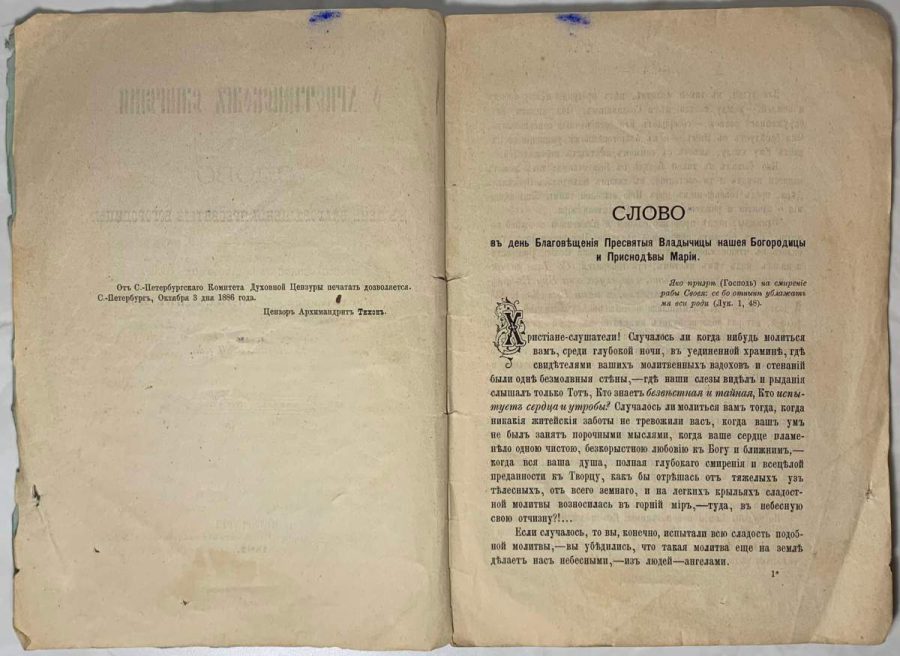 Отъ С.-Петербургскаго Комитета Духовной Цензуры печатать дозволяется.
С.-Петербургъ, Октября 3 дня 1886 года.
Цензоръ Архимандритъ Тихонъ.
СЛОВО
въ день Благовѣщенія Пресвятыя Владычицы нашея Богородицы
и Приснодѣвы Маріи.
Яко призрѣ (Господь) на смиреніе
рабы Своея: се бо отнынѣ ублажатъ
мя вси роди (Лук. 1, 48).
Христіане-слушатели! Случалось ли когда нибудь молиться
вамъ, среди глубокой ночи, въ уединенной храминѣ, гдѣ
свидѣтелями вашихъ молитвенныхъ вздоховъ и стенаній
были однѣ безмолвныя стѣны,—гдѣ наши слезы видѣлъ и рыданія
слышалъ только Тотъ, Кто знаетъ безвѣстная и тайная, Кто испы-
туетъ сердца и утробы? Случалось ли молиться вамъ тогда, когда
никакія житейскія заботы не тревожили васъ, когда вашъ умъ
не былъ занятъ порочными мыслями, когда ваше сердце пламе-
нѣло одною чистою, безкорыстною любовію къ Богу и ближнимъ,—
когда вся ваша душа, полная глубокаго смиренія и всецѣлой
преданности къ Творцу, какъ бы отрѣшась отъ тяжелыхъ узъ
тѣлесныхъ, отъ всего земнаго, и на легкихъ крыльяхъ сладост-
ной молитвы возносилась въ горній міръ,—туда, въ небесную
свою отчизну?!...
Если случалось, то вы, конечно, испытали всю сладость подоб-
ной молитвы,—вы убѣдились, что такая молитва еще на землѣ
дѣлаетъ насъ небесными,—изъ людей—ангелами.
1*